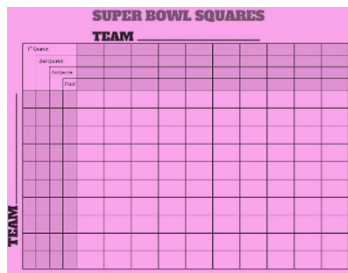 SUPER BOWL SQUARES
TEAM
1st Quarter
2nd Quarter
3rd Quarter
Final
TEAM